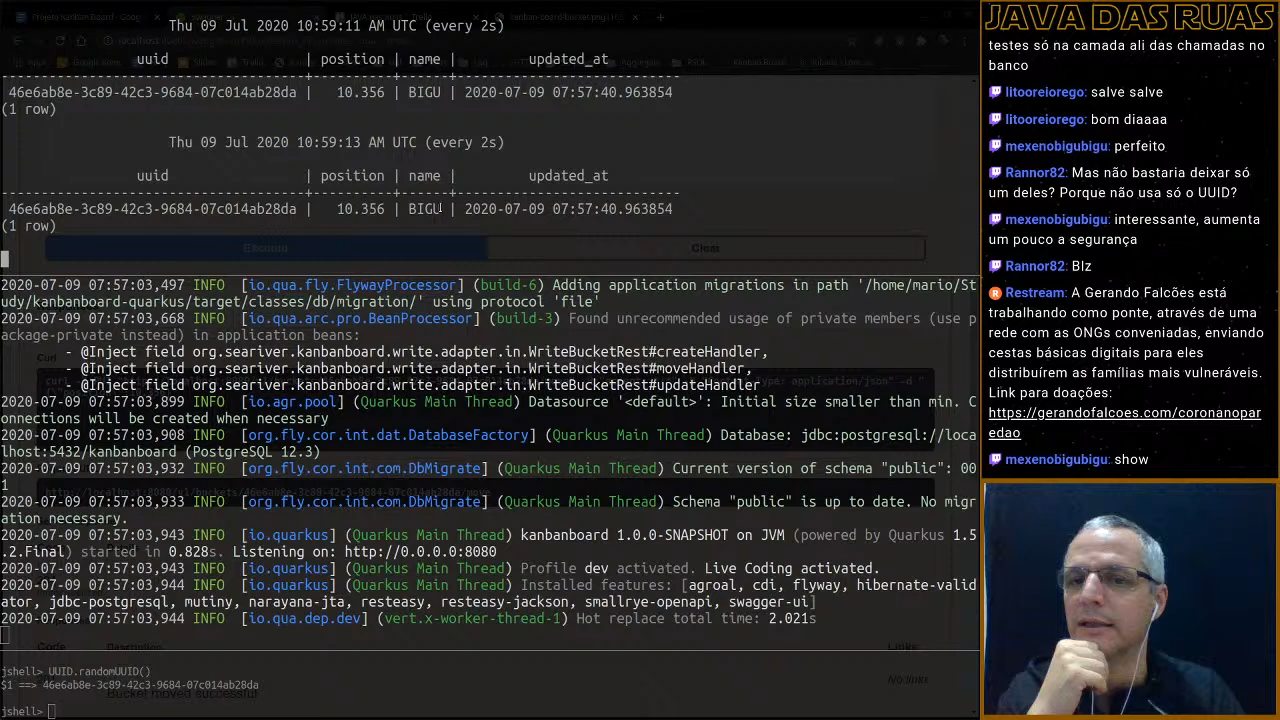 Thu 09 Jul 2020 10:59:11 AM UTC (every 2s)
uuid | position | name | updated_at
46e6ab8e-3c89-42c3-9684-07c014ab28da | 10.356 | BIGU | 2020-07-09 07:57:40.963854
(1 row)
Thu 09 Jul 2020 10:59:13 AM UTC (every 2s)
uuid | position | name | updated_at
46e6ab8e-3c89-42c3-9684-07c014ab28da | 10.356 | BIGU | 2020-07-09 07:57:40.963854
(1 row)
Clear
2020-07-09 07:57:03,497 INFO [io.qua.fly.FlywayProcessor] (build-6) Adding application migrations in path '/home/mario/St
udy/kanbanboard-quarkus/target/classes/db/migration/' using protocol 'file'
2020-07-09 07:57:03,668 INFO [io.qua.arc.pro.BeanProcessor] (build-3) Found unrecommended usage of private members (use p
ackage-private instead) in application beans:
- @Inject field org.seariver.kanbanboard.write.adapter.in.WriteBucketRest#createHandler,
- @Inject field org.seariver.kanbanboard.write.adapter.in.WriteBucketRest#moveHandler,
- @Inject field org.seariver.kanbanboard.write.adapter.in.WriteBucketRest#updateHandler
2020-07-09 07:57:03,899 INFO [io.agr.pool] (Quarkus Main Thread) Datasource '<default>': Initial size smaller than min. C
onnections will be created when necessary
2020-07-09 07:57:03,908 INFO [org.fly.cor.int.dat.DatabaseFactory] (Quarkus Main Thread) Database: jdbc:postgresql://loca
lhost:5432/kanbanboard (PostgreSQL 12.3)
2020-07-09 07:57:03,932 INFO [org.fly.cor.int.com.DbMigrate] (Quarkus Main Thread) Current version of schema "public": 00
1
2020-07-09 07:57:03,933 INFO [org.fly.cor.int.com.DbMigrate] (Quarkus Main Thread) Schema "public" is up to date. No migr
ation necessary.
2020-07-09 07:57:03,943 INFO [io.quarkus] (Quarkus Main Thread) kanbanboard 1.0.0-SNAPSHOT on JVM (powered by Quarkus 1.5
.2.Final) started in 0.828s. Listening on: http://0.0.0.0:8080
2020-07-09 07:57:03,943 INFO [io.quarkus] (Quarkus Main Thread) Profile dev activated. Live Coding activated.
2020-07-09 07:57:03,944 INFO [io.quarkus] (Quarkus Main Thread) Installed features: [agroal, cdi, flyway, hibernate-valid
ator, jdbc-postgresql, mutiny, narayana-jta, resteasy, resteasy-jackson, smallrye-openapi, swagger-ui]
2020-07-09 07:57:03,944 INFO [io.qua.dep.dev] (vert.x-worker-thread-1) Hot replace total time: 2.021s
jshell> UUID.randomUUID()
$1 ==> 46e6ab8e-3c89-42c3-9684-07c014ab28da
Bucket moved successful
jshell>
JAVA DAS RUAS
testes só na camada ali das chamadas no
banco
litooreiorego: salve salve
litooreiorego: bom diaaaa
mexenobigubigu: perfeito
Rannor82: Mas não bastaria deixar só
um deles? Porque não usa só o UUID?
mexenobigubigu: interessante, aumenta
um pouco a segurança
Rannor82: Blz
Restream: A Gerando Falcões está
trabalhando como ponte, através de uma
rede com as ONGs conveniadas, enviando
cestas básicas digitais para eles
distribuírem as famílias mais vulneráveis.
Link para doações:
https://gerandofalcoes.com/coronanopar
edao
mexenobigubigu: show